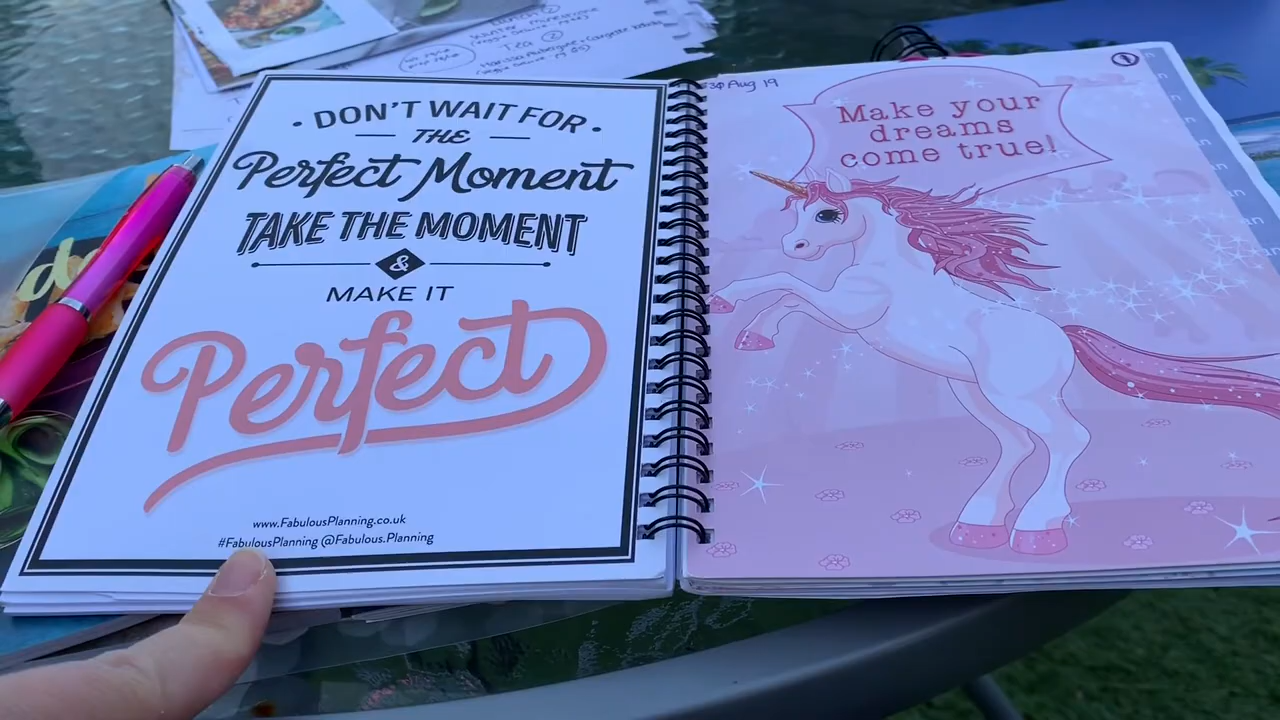 Tea ②
• DON'T WAIT FOR •
THE
Perfect Moment
TAKE THE MOMENT
&
MAKE IT
Perfect
www.FabulousPlanning.co.uk
#FabulousPlanning @Fabulous.Planning
Aug 19
Make your
dreams
come true!